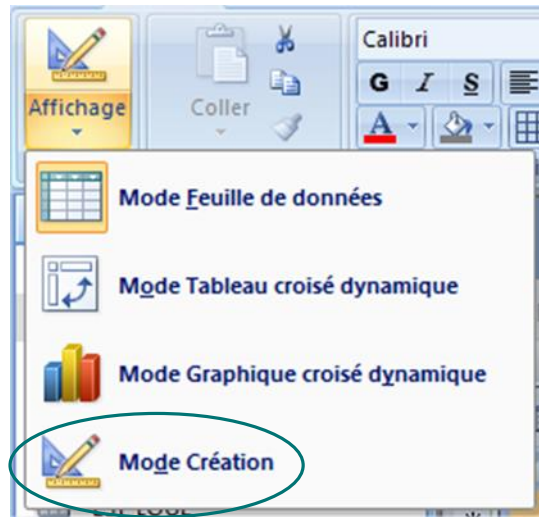 Calibri
G I S
Affichage
Coller
A
Mode Feuille de données
Mode Tableau croisé dynamique
Mode Graphique croisé dynamique
Mode Création